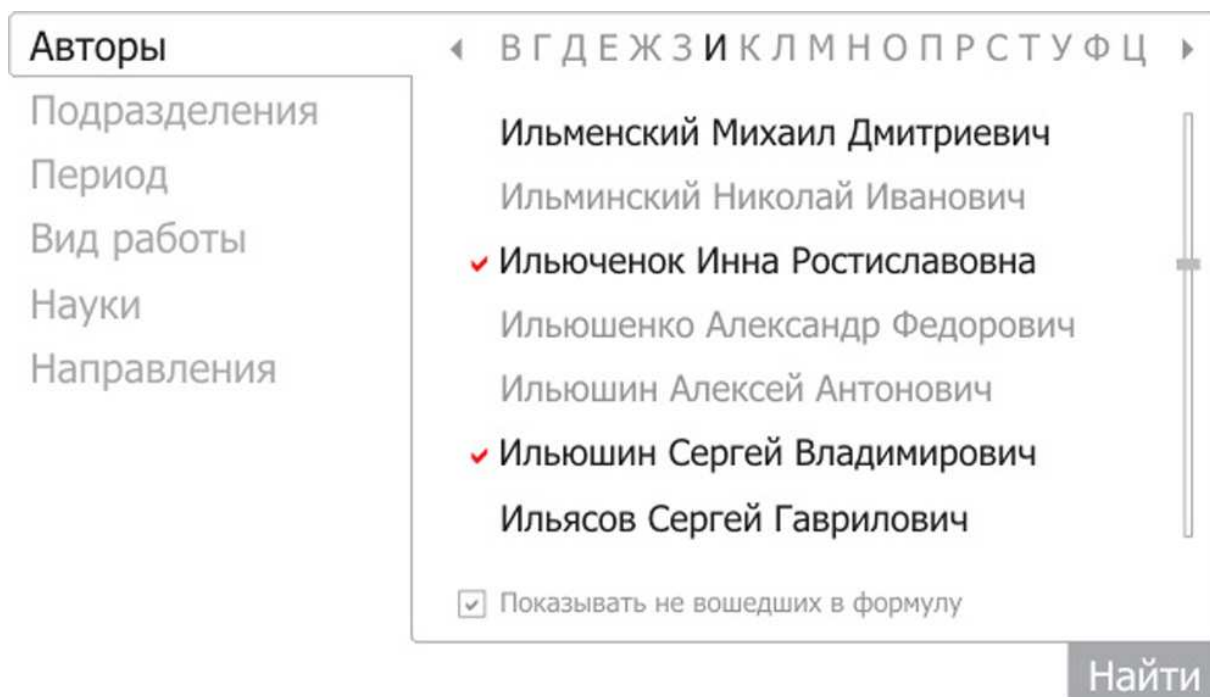 Авторы
Подразделения
Период
Вид работы
Науки
Направления
В Г Д Е Ж З И К Л М Н О П Р С Т У Ф Ц
Ильменский Михаил Дмитриевич
Ильминский Николай Иванович
Ильюченок Инна Ростиславовна
Ильюшенко Александр Федорович
Ильюшин Алексей Антонович
Ильюшин Сергей Владимирович
Ильясов Сергей Гаврилович
Показывать не вошедших в формулу
Найти